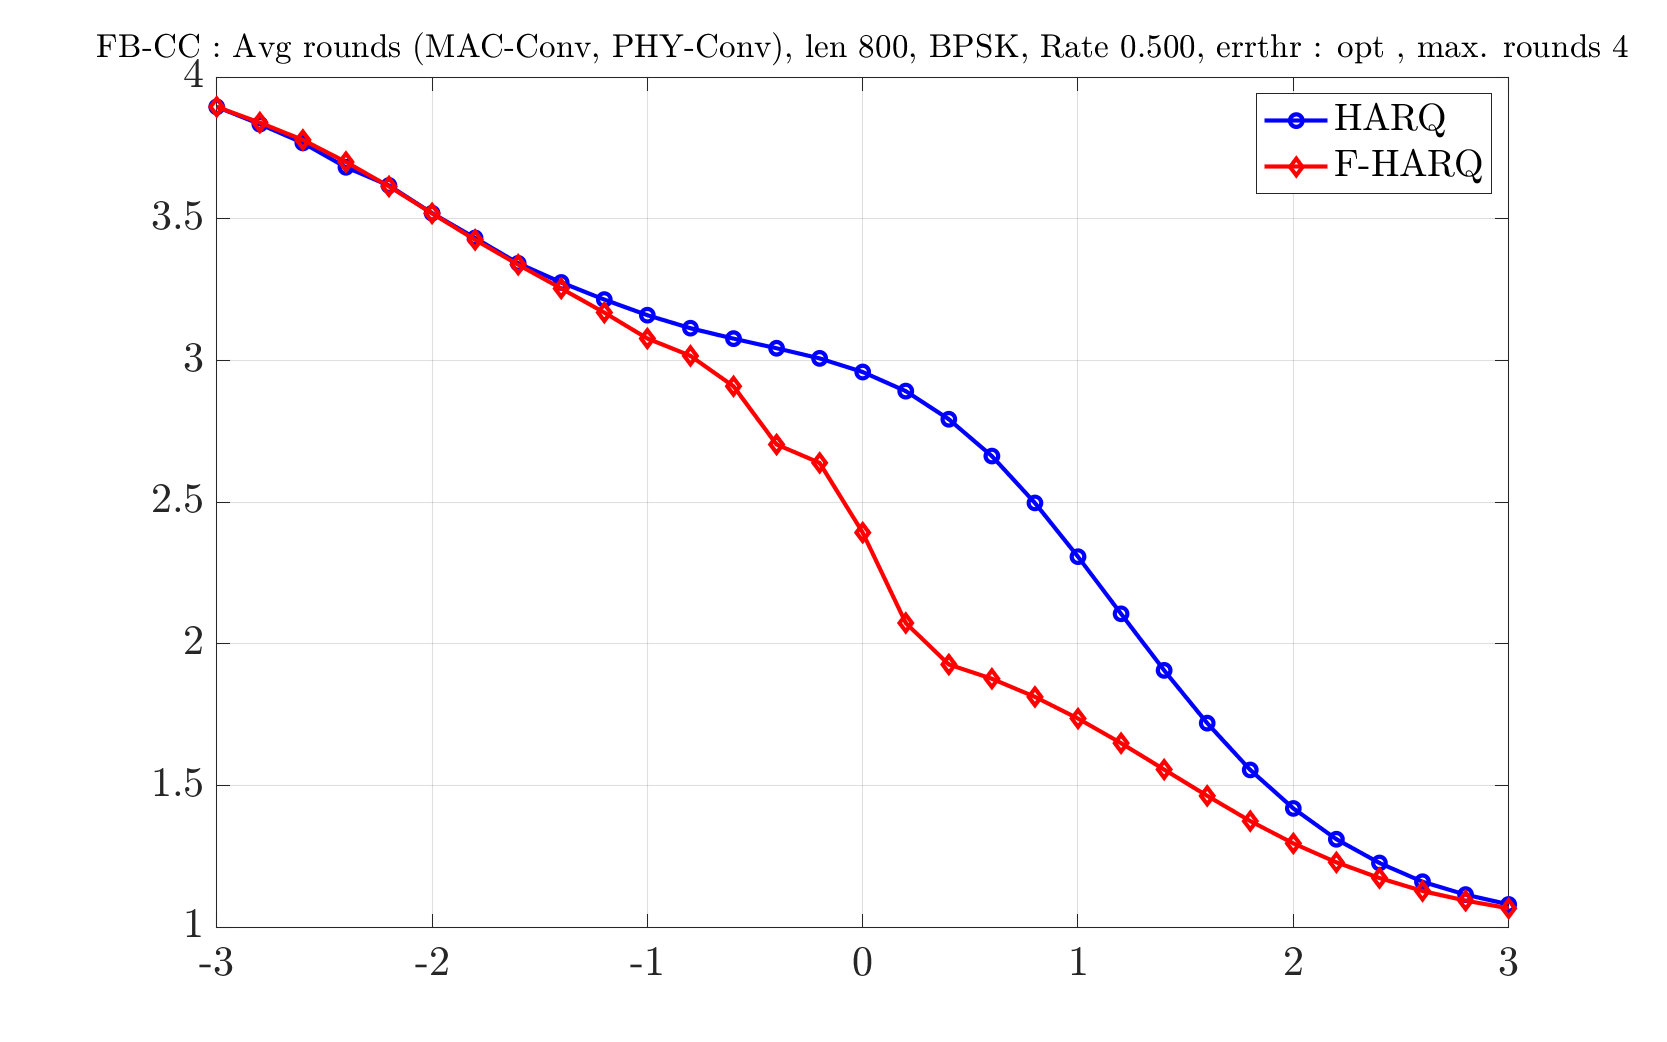 FB-CC : Avg rounds (MAC-Conv, PHY-Conv), len 800, BPSK, Rate 0.500, errthr : opt , max. rounds 4
4
3.5
3
2.5
2
1.5
1
HARQ
F-HARQ
-3 -2 -1 0 1 2 3